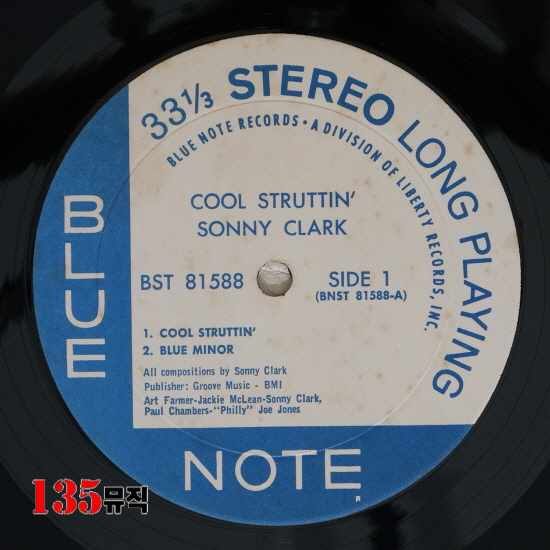 33⅓ STEREO LONG PLAYING
BLUE NOTE RECORDS • A DIVISION OF LIBERTY RECORDS, INC.
COOL STRUTTIN'
SONNY CLARK
BST 81588
SIDE 1
(BNST 81588-A)
1. COOL STRUTTIN'
2. BLUE MINOR
All compositions by Sonny Clark
Publisher: Groove Music - BMI
Art Farmer-Jackie McLean-Sonny Clark,
Paul Chambers-"Philly" Joe Jones
BLUE
NOTE
R
135뮤직